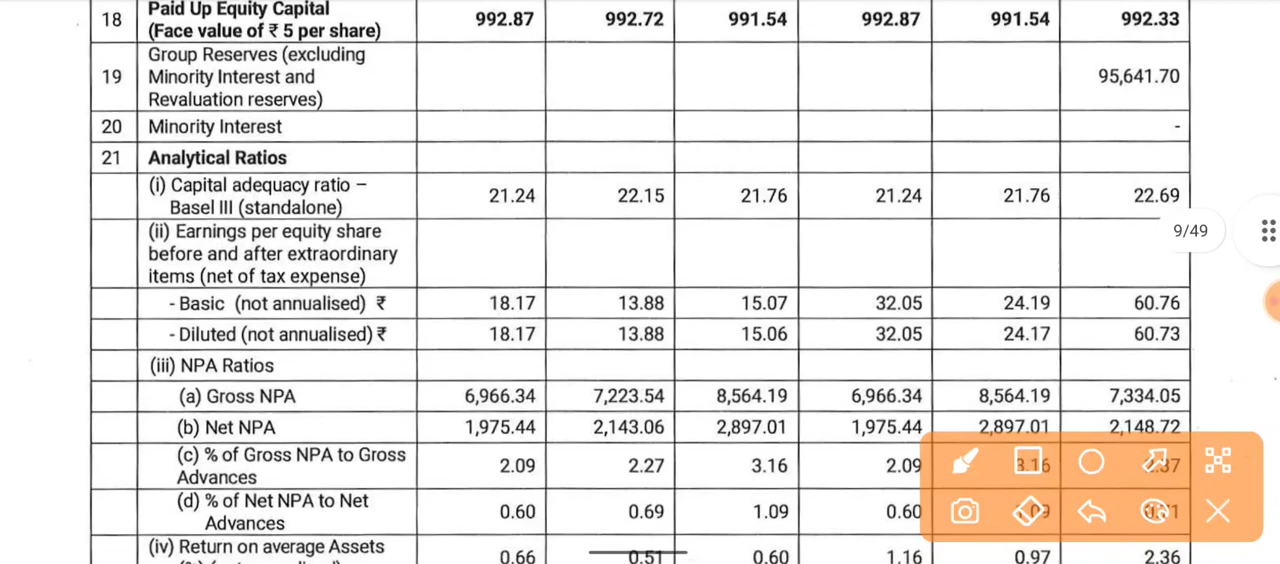 18 Paid Up Equity Capital 992.87 992.72 991.54 992.87 991.54 992.33
(Face value of ₹ 5 per share)
19 Group Reserves (excluding
Minority Interest and 95,641.70
Revaluation reserves)
20 Minority Interest -
21 Analytical Ratios
(i) Capital adequacy ratio – 21.24 22.15 21.76 21.24 21.76 22.69
Basel III (standalone)
(ii) Earnings per equity share
before and after extraordinary
items (net of tax expense)
9/49
- Basic (not annualised) ₹ 18.17 13.88 15.07 32.05 24.19 60.76
- Diluted (not annualised) ₹ 18.17 13.88 15.06 32.05 24.17 60.73
(iii) NPA Ratios
(a) Gross NPA 6,966.34 7,223.54 8,564.19 6,966.34 8,564.19 7,334.05
(b) Net NPA 1,975.44 2,143.06 2,897.01 1,975.44 2,897.01 2,148.72
(c) % of Gross NPA to Gross 2.09 2.27 3.16 2.09 3.16
Advances
(d) % of Net NPA to Net 0.60 0.69 1.09 0.60
Advances
(iv) Return on average Assets 0.66 0.51 0.60 1.16 0.97 2.36